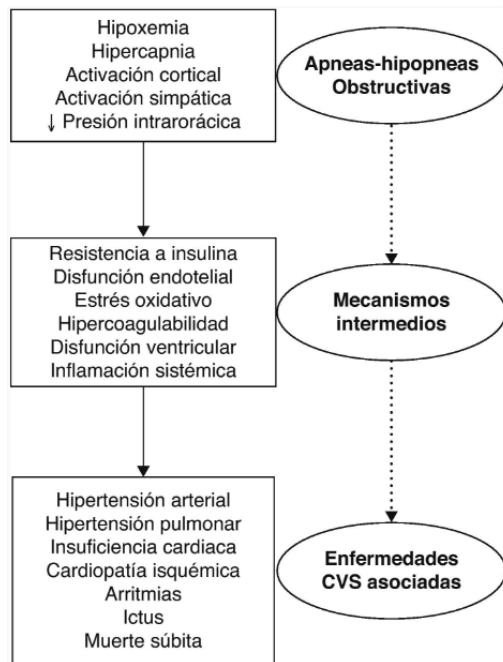 Hipoxemia
Hipercapnia
Activación cortical
Activación simpática
↓ Presión intrarorácica
Apneas-hipopneas
Obstructivas
Resistencia a insulina
Disfunción endotelial
Estrés oxidativo
Hipercoagulabilidad
Disfunción ventricular
Inflamación sistémica
Mecanismos
intermedios
Hipertensión arterial
Hipertensión pulmonar
Insuficiencia cardiaca
Cardiopatía isquémica
Arritmias
Ictus
Muerte súbita
Enfermedades
CVS asociadas